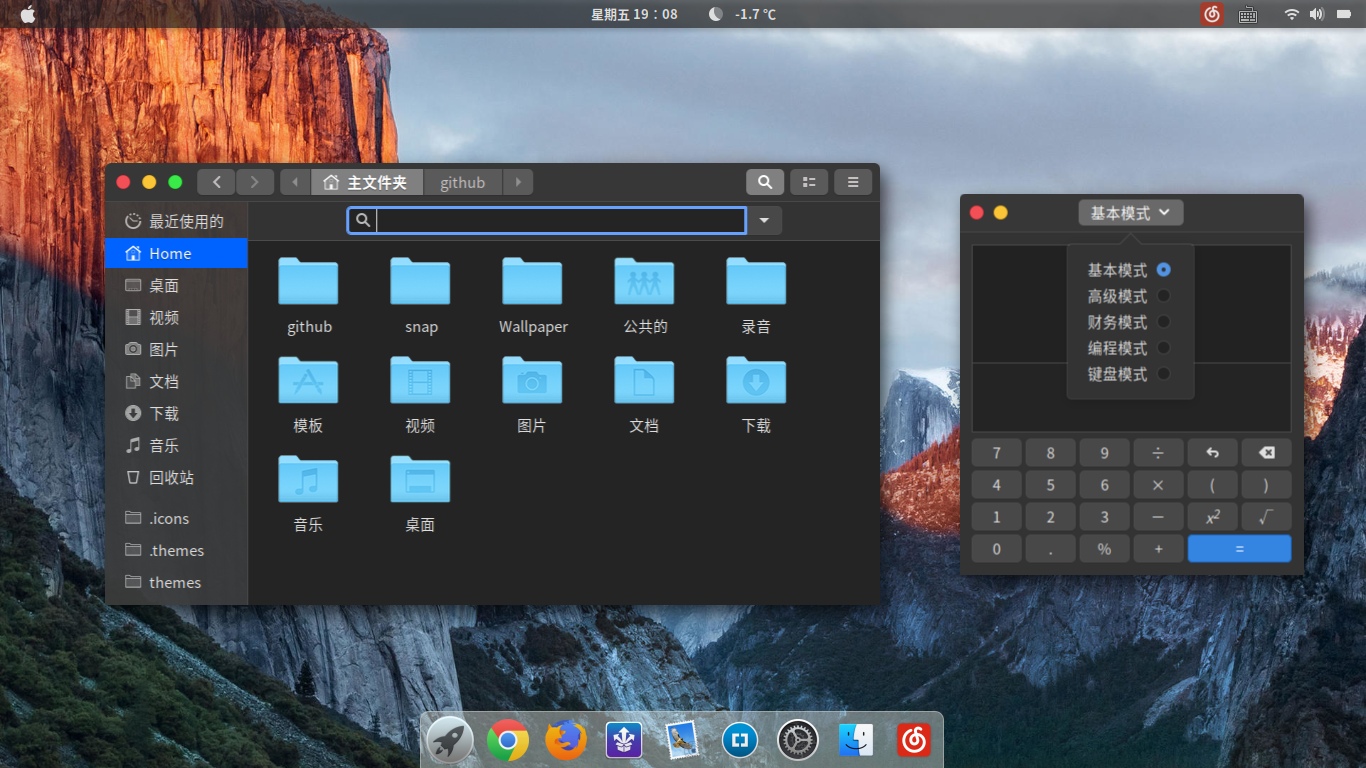 星期五 19：08
-1.7 ℃
主文件夹
github
最近使用的
Home
桌面
视频
图片
文档
下载
音乐
回收站
.icons
.themes
themes
github
snap
Wallpaper
公共的
录音
模板
视频
图片
文档
下载
音乐
桌面
基本模式
基本模式
高级模式
财务模式
编程模式
键盘模式
7 8 9 ÷
4 5 6 × ( )
1 2 3 − x² √
0 . % + =